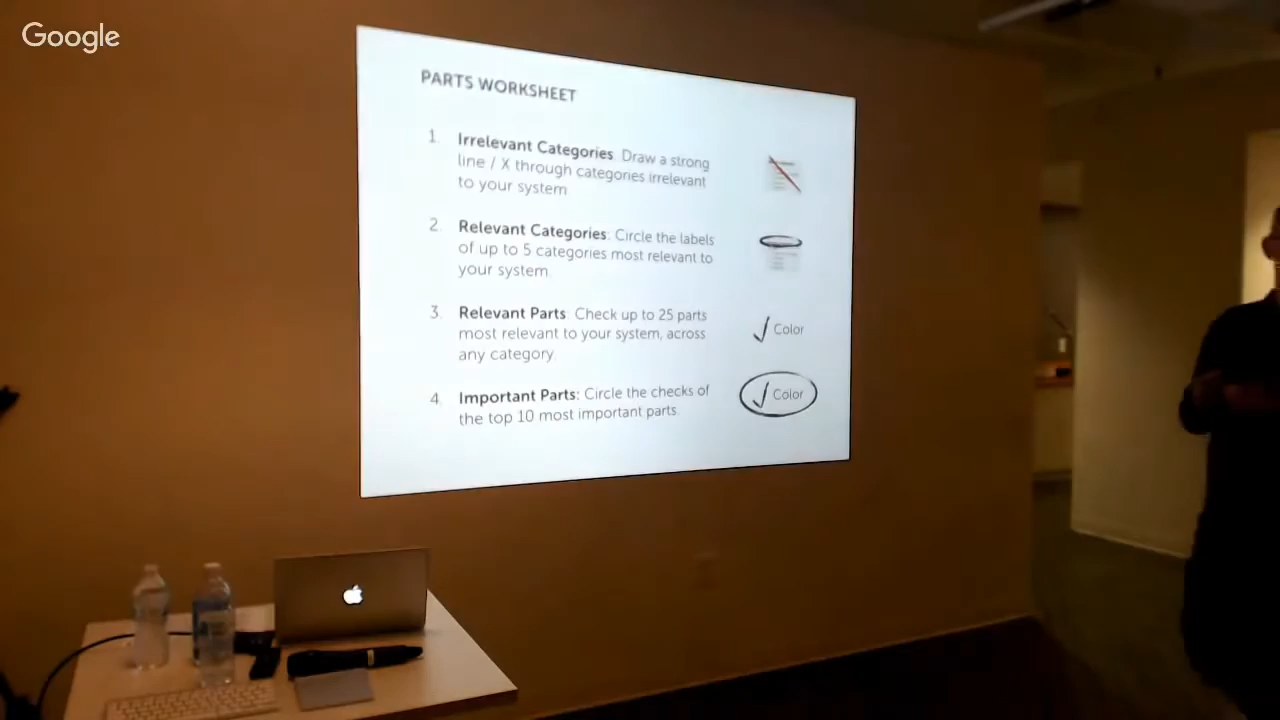 Google
PARTS WORKSHEET
1. Irrelevant Categories: Draw a strong
line / X through categories irrelevant
to your system
2. Relevant Categories: Circle the labels
of up to 5 categories most relevant to
your system
3. Relevant Parts: Check up to 25 parts
most relevant to your system, across
any category.
Color
4. Important Parts: Circle the checks of
the top 10 most important parts.
Color